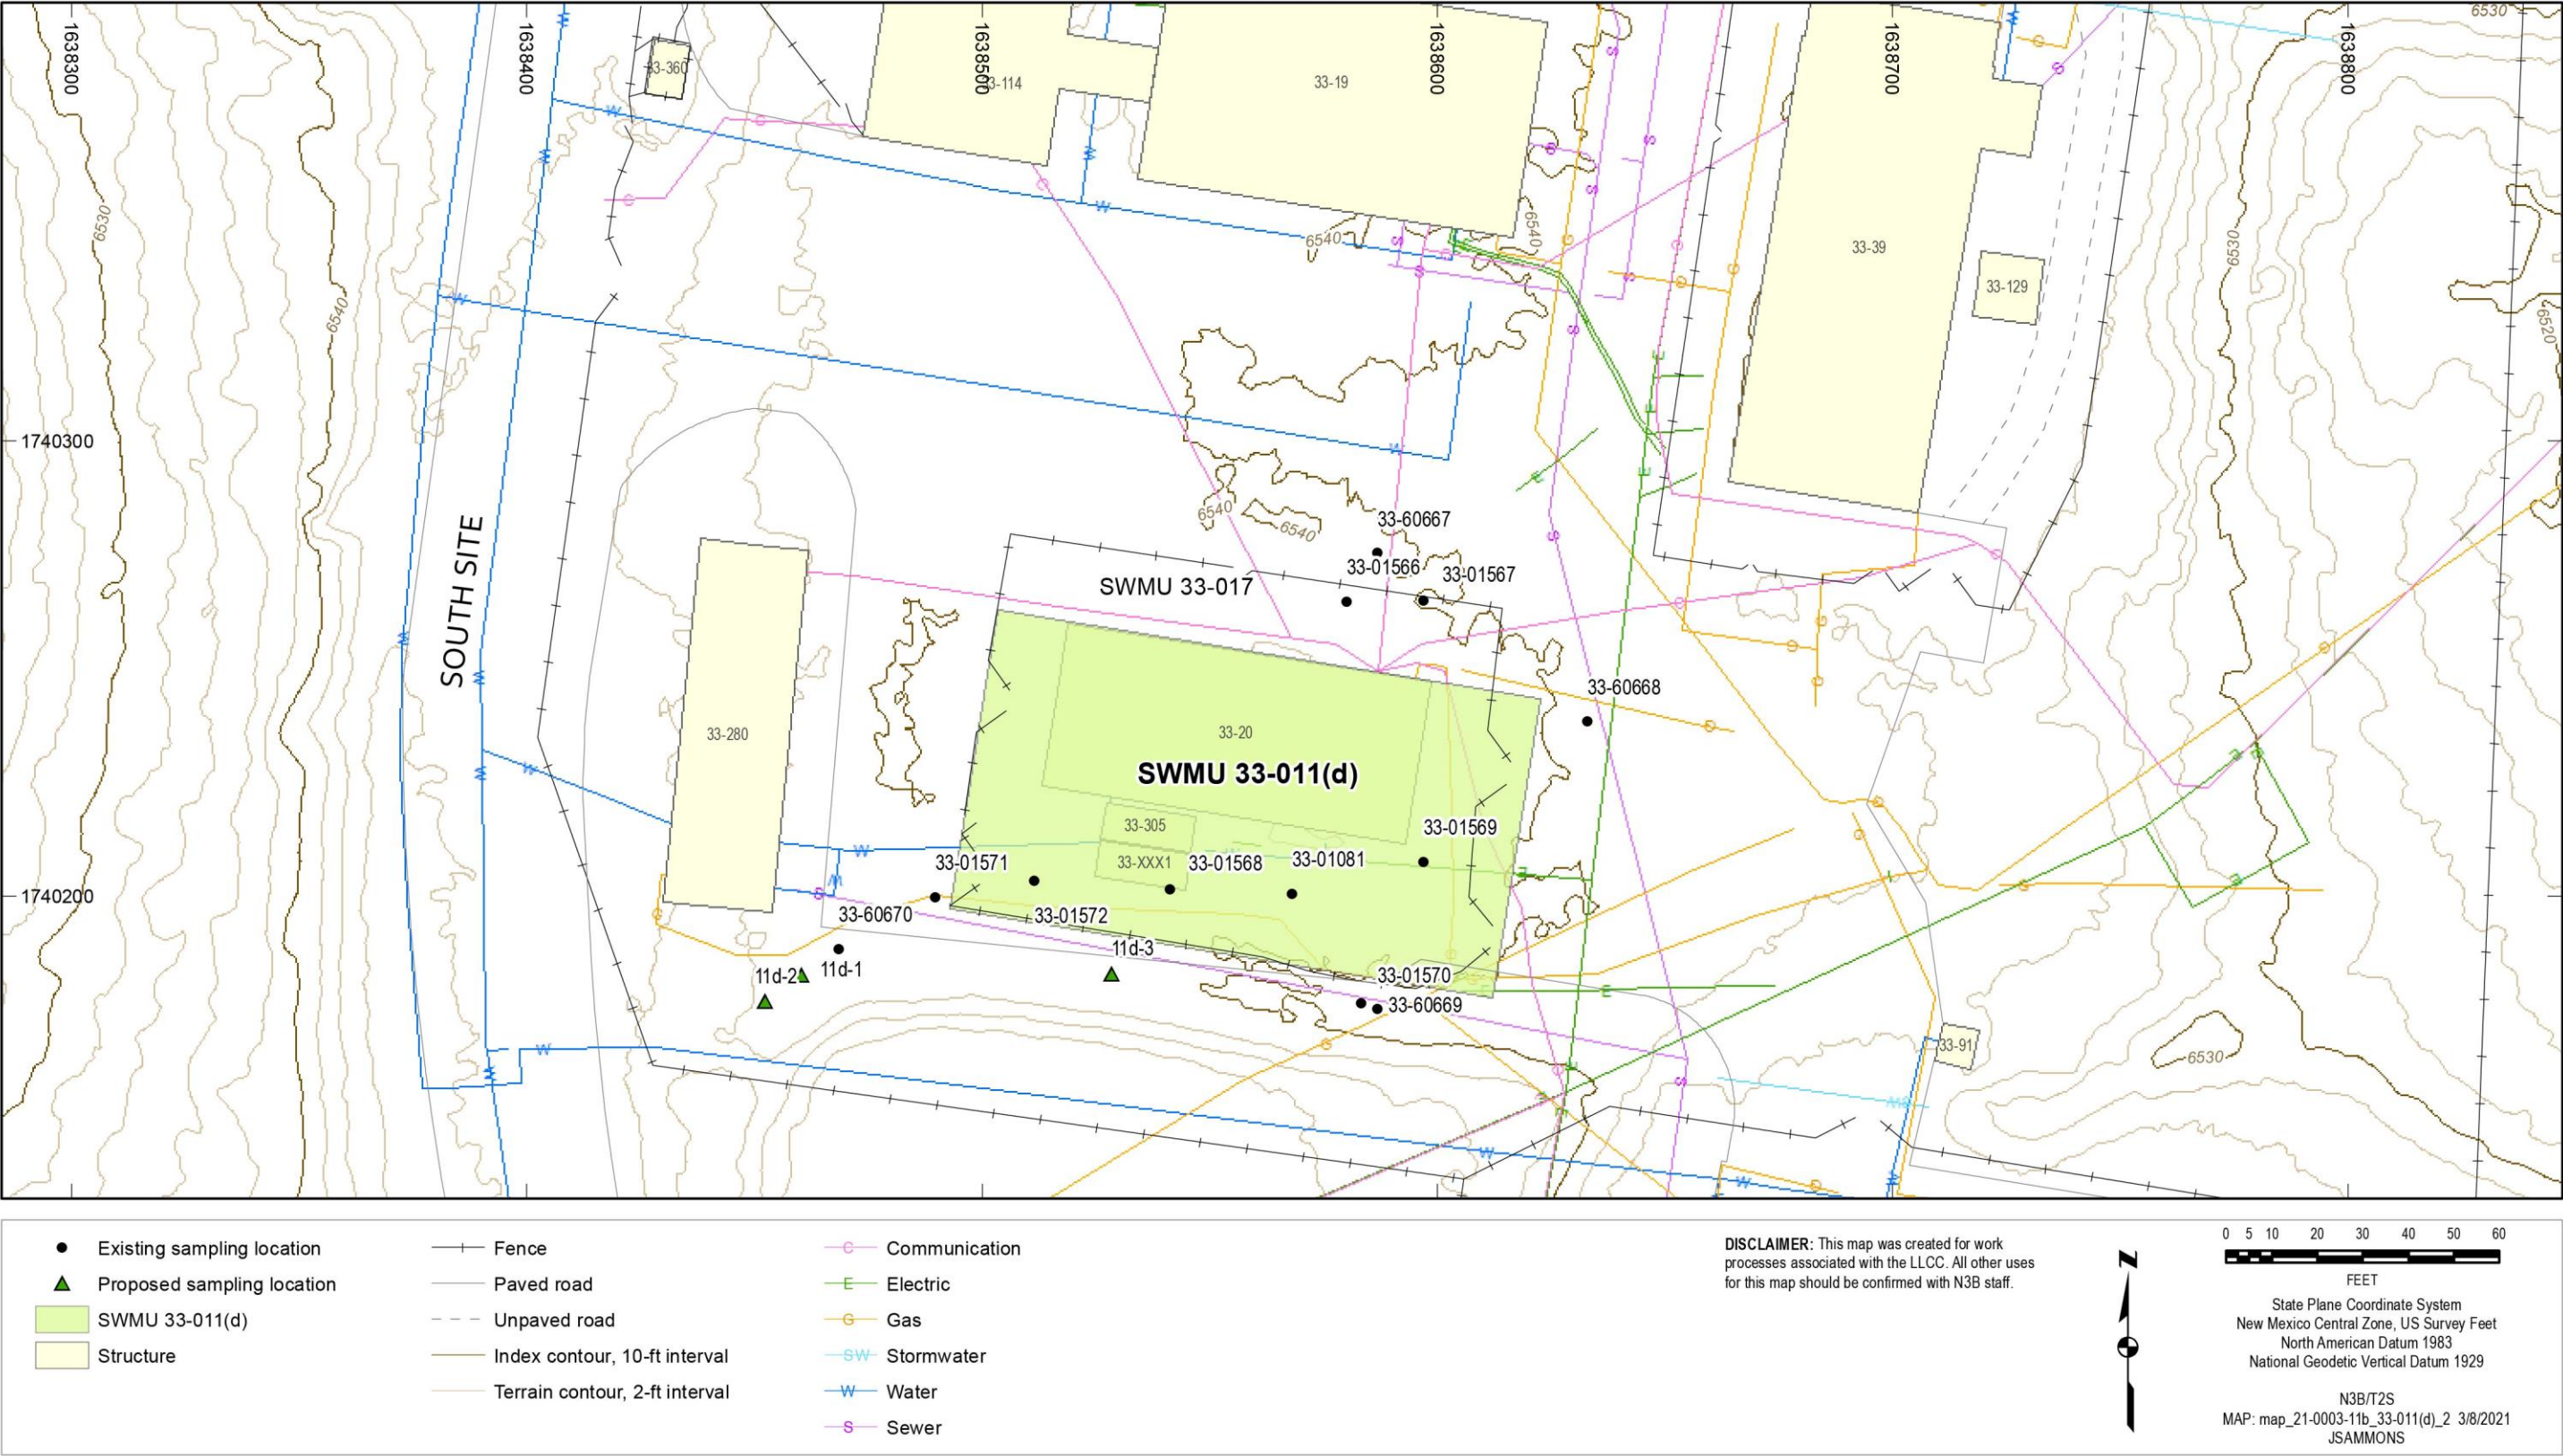 6530
1638300
1638400
1638500
1638600
1638700
1638800
33-360
33-114
33-19
33-39
33-129
6530
6540
6540
6540
6530
6520
1740300
SOUTH SITE
6540
6540
33-60667
33-01566
33-01567
SWMU 33-017
33-60668
33-280
33-20
SWMU 33-011(d)
33-305
33-XXX1
33-01569
33-01571
33-01568
33-01081
1740200
33-60670
33-01572
11d-3
11d-2
11d-1
33-01570
33-60669
33-91
6530
Existing sampling location
Proposed sampling location
SWMU 33-011(d)
Structure
Fence
Paved road
Unpaved road
Index contour, 10-ft interval
Terrain contour, 2-ft interval
C Communication
E Electric
G Gas
SW Stormwater
W Water
S Sewer
DISCLAIMER: This map was created for work
processes associated with the LLCC. All other uses
for this map should be confirmed with N3B staff.
N
0 5 10 20 30 40 50 60
FEET
State Plane Coordinate System
New Mexico Central Zone, US Survey Feet
North American Datum 1983
National Geodetic Vertical Datum 1929
N3B/T2S
MAP: map_21-0003-11b_33-011(d)_2 3/8/2021
JSAMMONS